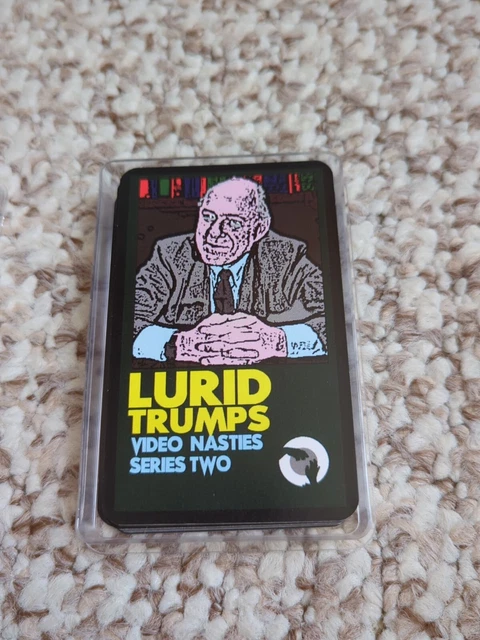 LURID
TRUMPS
VIDEO NASTIES
SERIES TWO